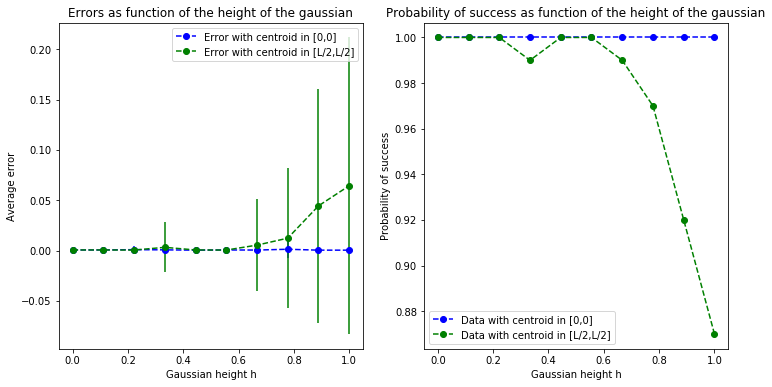 Errors as function of the height of the gaussian
Error with centroid in [0,0]
Error with centroid in [L/2,L/2]
Average error
0.20
0.15
0.10
0.05
0.00
−0.05
0.0 0.2 0.4 0.6 0.8 1.0
Gaussian height h
Probability of success as function of the height of the gaussian
Probability of success
1.00
0.98
0.96
0.94
0.92
0.90
0.88
Data with centroid in [0,0]
Data with centroid in [L/2,L/2]
0.0 0.2 0.4 0.6 0.8 1.0
Gaussian height h